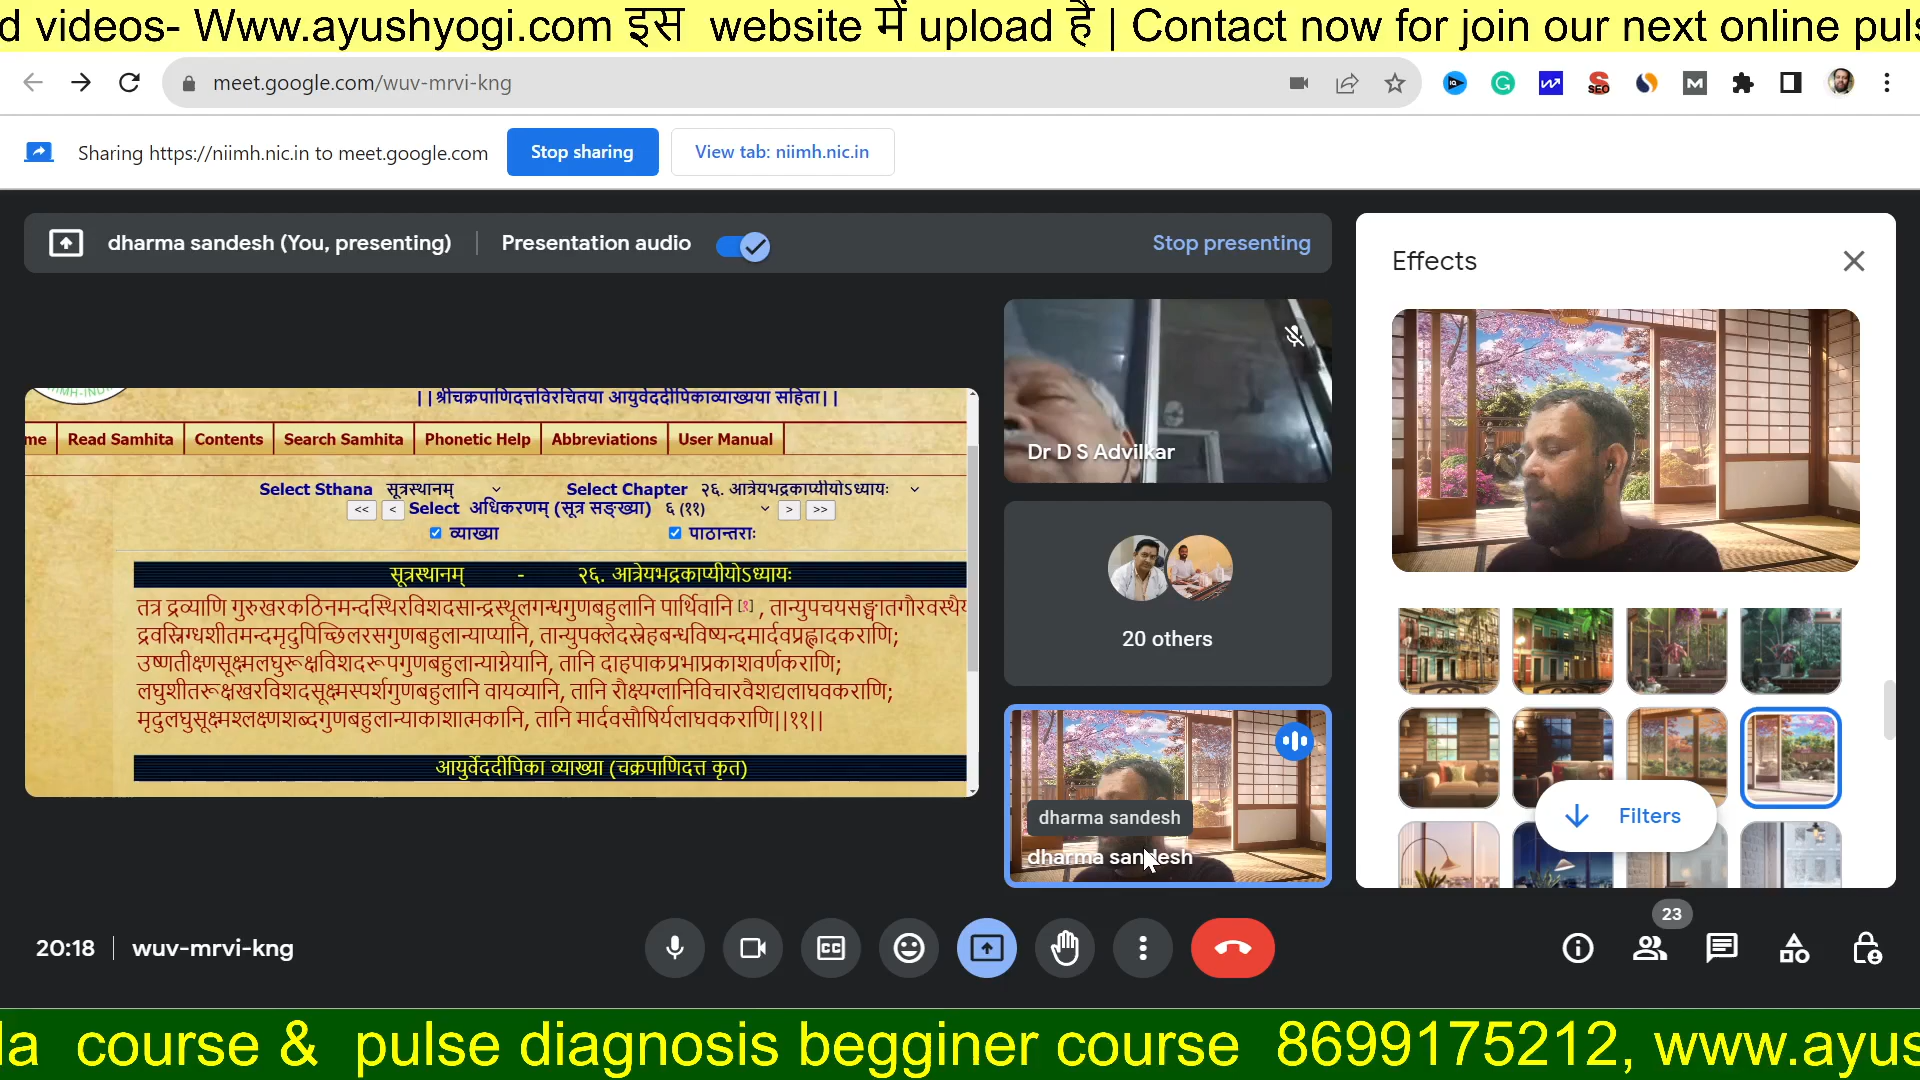 d videos- Www.ayushyogi.com इस website में upload है | Contact now for join our next online puls
meet.google.com/wuv-mrvi-kng
Sharing https://niimh.nic.in to meet.google.com
Stop sharing
View tab: niimh.nic.in
dharma sandesh (You, presenting)
Presentation audio
Stop presenting
Effects
NIIMH-INDIA
||श्रीचक्रपाणिदत्तविरचितया आयुर्वेददीपिकाव्याख्यया सहिता||
me
Read Samhita
Contents
Search Samhita
Phonetic Help
Abbreviations
User Manual
Select Sthana सूत्रस्थानम् Select Chapter २६. आत्रेयभद्रकाप्यीयोऽध्यायः
<< < Select अधिकरणम् (सूत्र सङ्ख्या) ६ (११) > >>
व्याख्या पाठान्तराः
सूत्रस्थानम् - २६. आत्रेयभद्रकाप्यीयोऽध्यायः
तत्र द्रव्याणि गुरुखरकठिनमन्दस्थिरविशदसान्द्रस्थूलगन्धगुणबहुलानि पार्थिवानि [१] , तान्युपचयसङ्घातगौरवस्थैर
द्रवस्निग्धशीतमन्दमृदुपिच्छिलरसगुणबहुलान्याप्यानि, तान्युपक्लेदस्नेहबन्धविष्यन्दमार्दवप्रह्लादकराणि;
उष्णतीक्ष्णसूक्ष्मलघुरूक्षविशदरूपगुणबहुलान्याग्नेयानि, तानि दाहपाकप्रभाप्रकाशवर्णकराणि;
लघुशीतरूक्षखरविशदसूक्ष्मस्पर्शगुणबहुलानि वायव्यानि, तानि रौक्ष्यग्लानिविचारवैशद्यलाघवकराणि;
मृदुलघुसूक्ष्मश्लक्ष्णशब्दगुणबहुलान्याकाशात्मकानि, तानि मार्दवसौषिर्यलाघवकराणि||११||
आयुर्वेददीपिका व्याख्या (चक्रपाणिदत्त कृत)
Dr D S Advilkar
20 others
dharma sandesh
dharma sandesh
Filters
23
20:18
wuv-mrvi-kng
la course & pulse diagnosis begginer course 8699175212, www.ayus